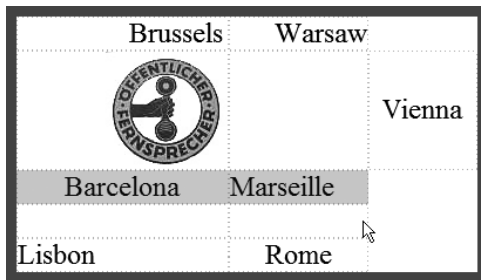 Brussels Warsaw
ÖFFENTLICHER
FERNSPRECHER
Vienna
Barcelona Marseille
Lisbon Rome